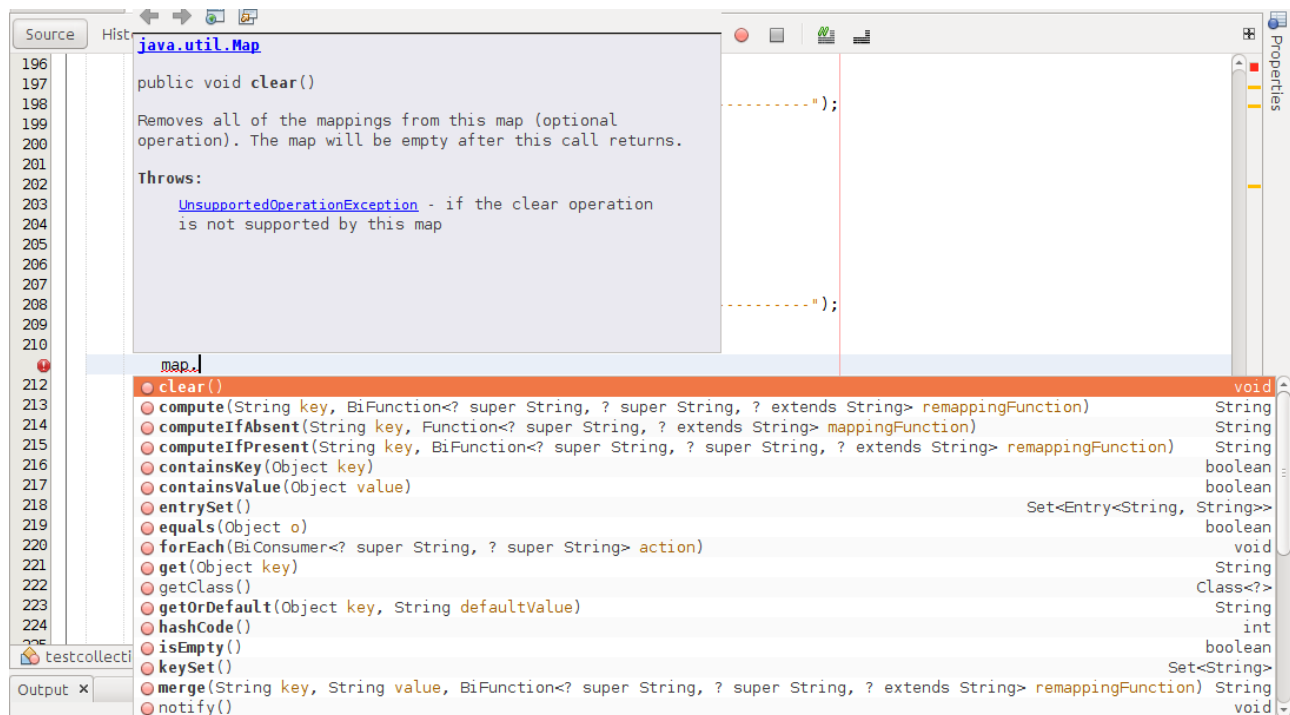 Source Hist
java.util.Map
public void clear()
Removes all of the mappings from this map (optional
operation). The map will be empty after this call returns.
Throws:
UnsupportedOperationException - if the clear operation
is not supported by this map
Properties
196
197
198 ----------");
199
200
201
202
203
204
205
206
207
208 ----------");
209
210
map.
212
213
214
215
216
217
218
219
220
221
222
223
224
225
clear() void
compute(String key, BiFunction<? super String, ? super String, ? extends String> remappingFunction) String
computeIfAbsent(String key, Function<? super String, ? extends String> mappingFunction) String
computeIfPresent(String key, BiFunction<? super String, ? super String, ? extends String> remappingFunction) String
containsKey(Object key) boolean
containsValue(Object value) boolean
entrySet() Set<Entry<String, String>>
equals(Object o) boolean
forEach(BiConsumer<? super String, ? super String> action) void
get(Object key) String
getClass() Class<?>
getOrDefault(Object key, String defaultValue) String
hashCode() int
isEmpty() boolean
keySet() Set<String>
merge(String key, String value, BiFunction<? super String, ? super String, ? extends String> remappingFunction) String
notify() void
testcollecti
Output